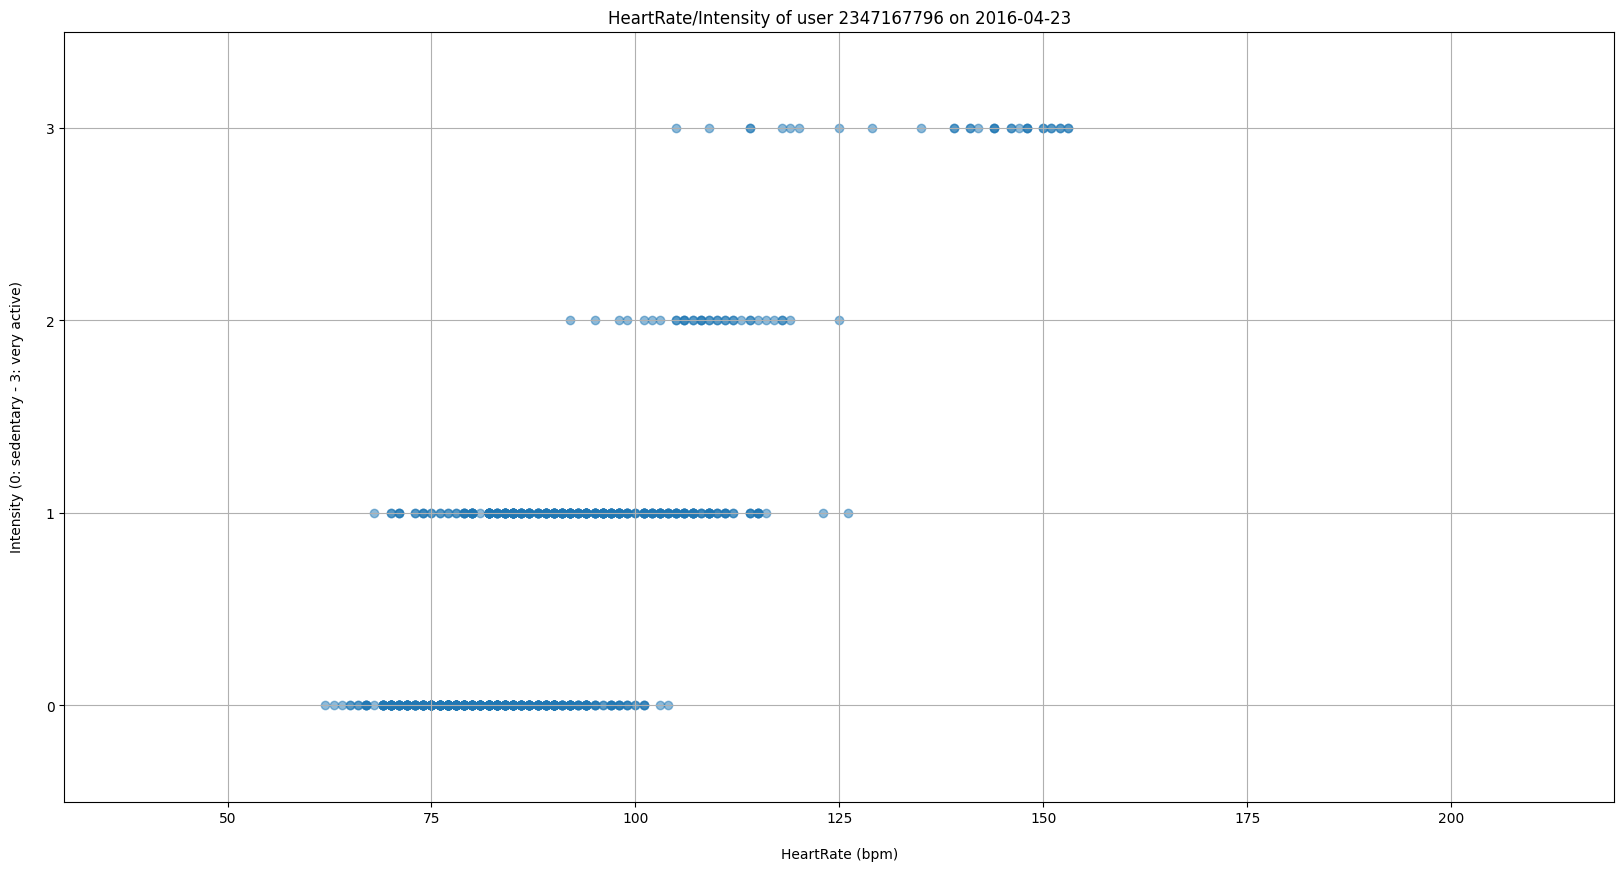 HeartRate/Intensity of user 2347167796 on 2016-04-23
Intensity (0: sedentary - 3: very active)
3
2
1
0
50 75 100 125 150 175 200
HeartRate (bpm)